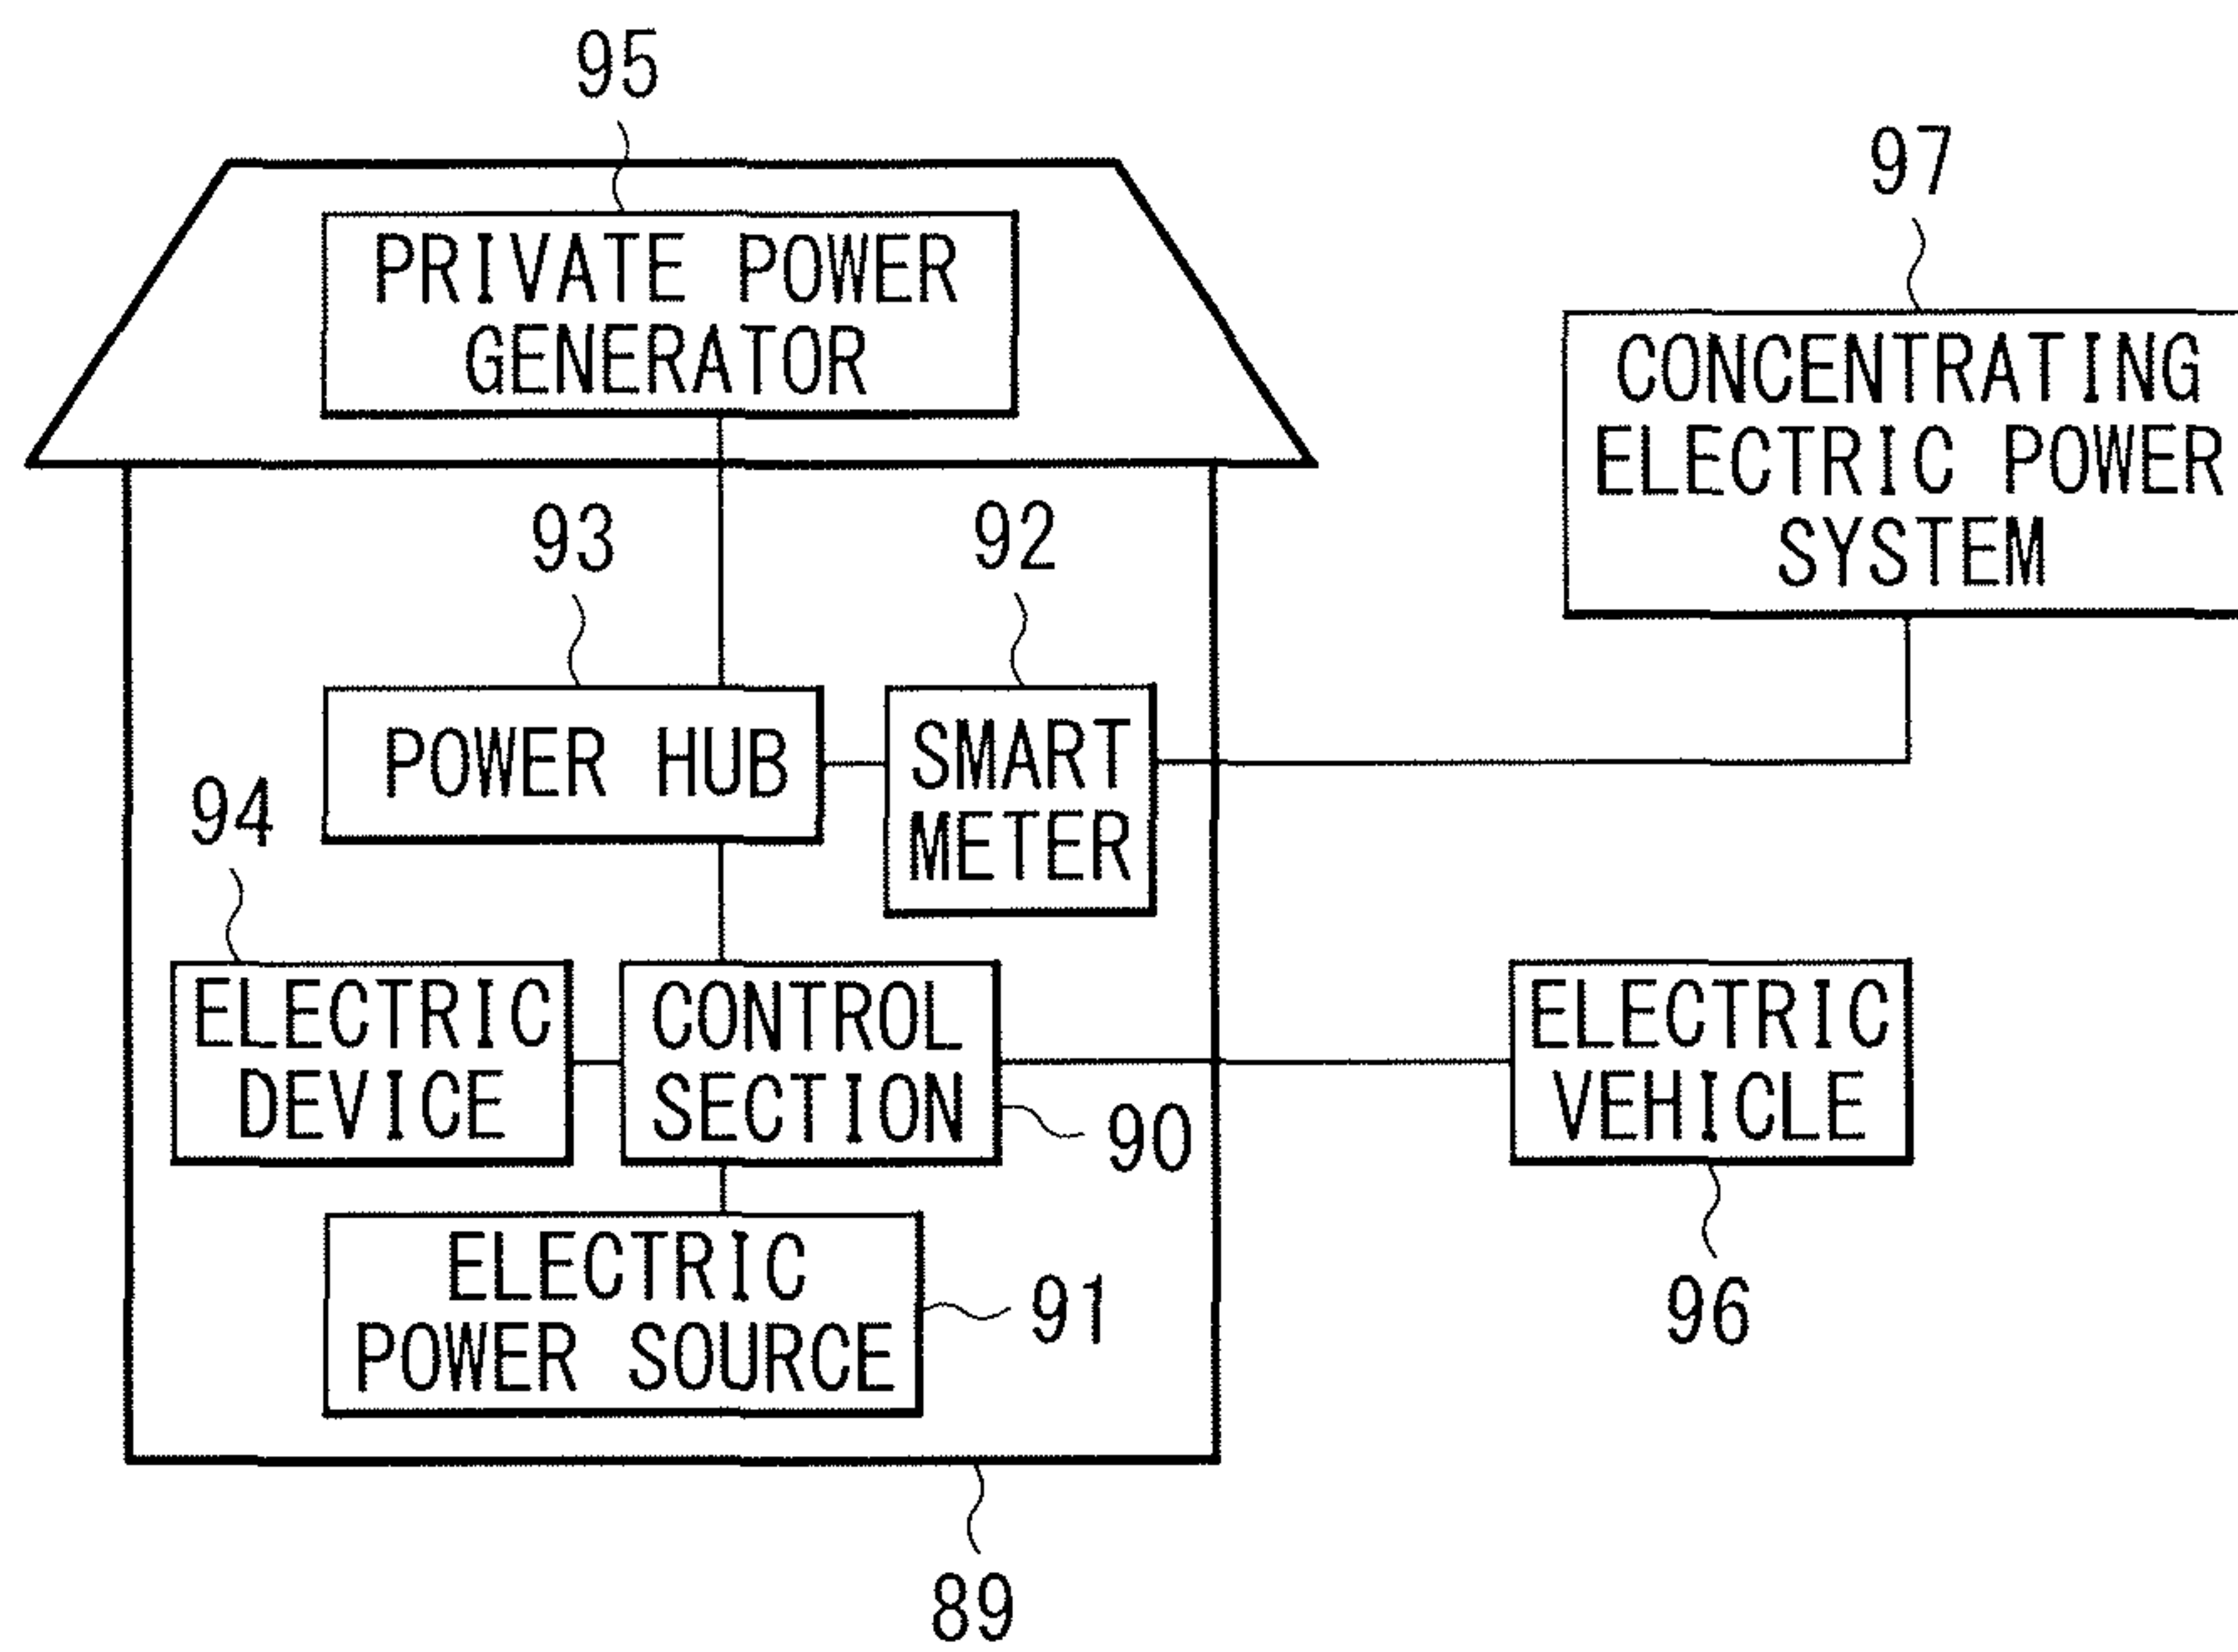 95
PRIVATE POWER
GENERATOR
97
CONCENTRATING
ELECTRIC POWER
SYSTEM
93
POWER HUB
92
SMART
METER
94
ELECTRIC
DEVICE
CONTROL
SECTION
90
ELECTRIC
VEHICLE
96
ELECTRIC
POWER SOURCE
91
89